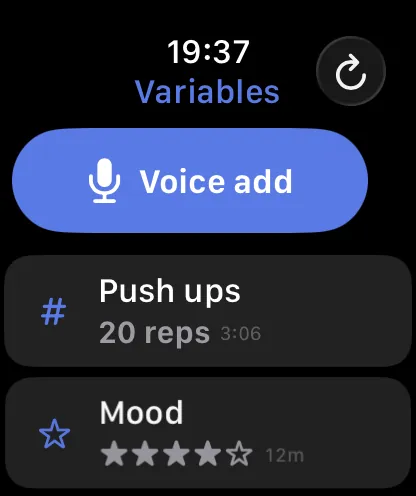 19:37
Variables
Voice add
# Push ups
20 reps 3:06
Mood
12m